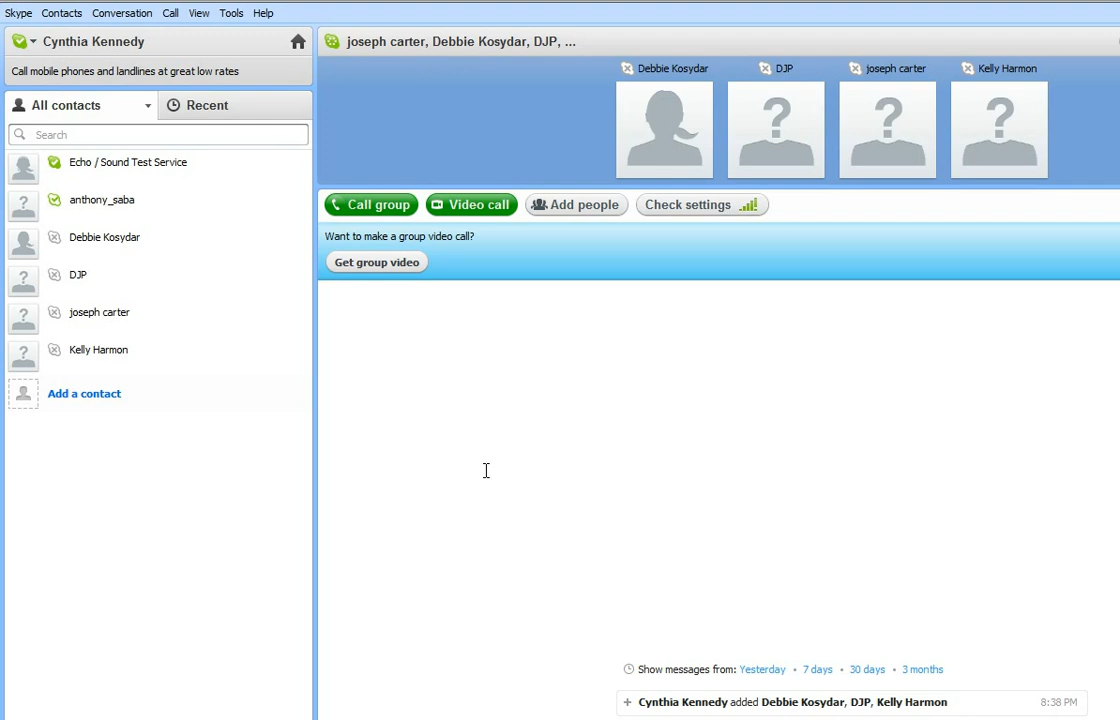 Skype Contacts Conversation Call View Tools Help
Cynthia Kennedy
Call mobile phones and landlines at great low rates
All contacts
Recent
Search
Echo / Sound Test Service
anthony_saba
Debbie Kosydar
DJP
joseph carter
Kelly Harmon
Add a contact
joseph carter, Debbie Kosydar, DJP, ...
Debbie Kosydar DJP joseph carter Kelly Harmon
Call group Video call Add people Check settings
Want to make a group video call?
Get group video
Show messages from: Yesterday • 7 days • 30 days • 3 months
+ Cynthia Kennedy added Debbie Kosydar, DJP, Kelly Harmon 8:38 PM